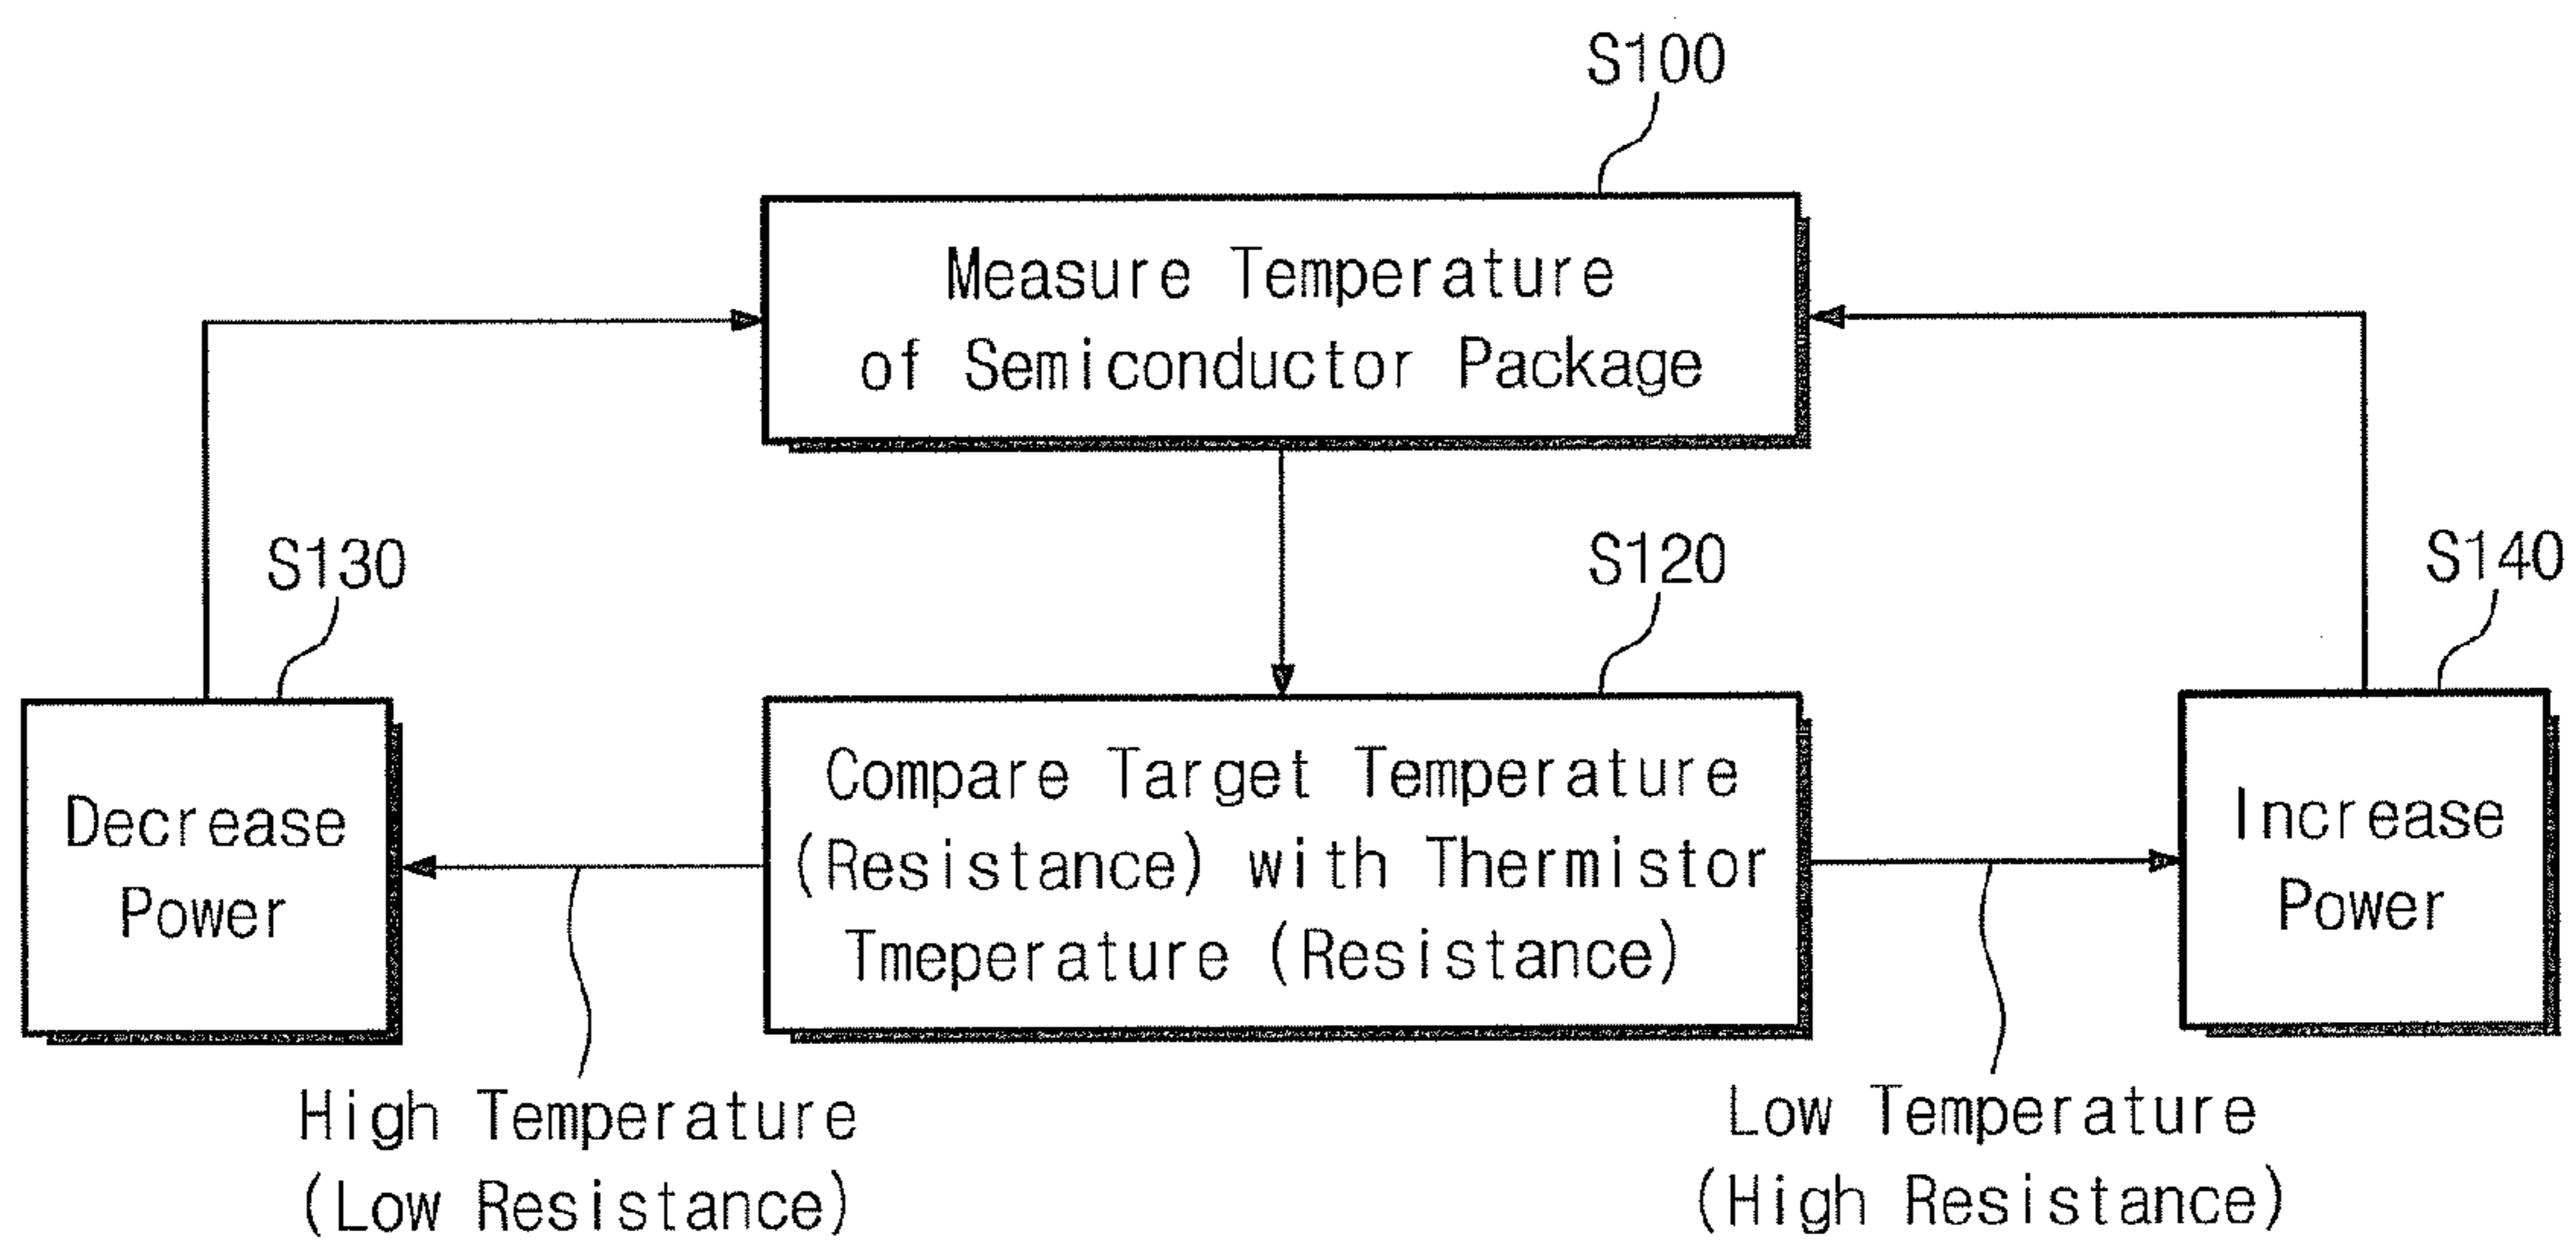 S100
Measure Temperature
of Semiconductor Package
S130
S120
S140
Decrease
Power
Compare Target Temperature
(Resistance) with Thermistor
Tmeperature (Resistance)
Increase
Power
High Temperature
(Low Resistance)
Low Temperature
(High Resistance)